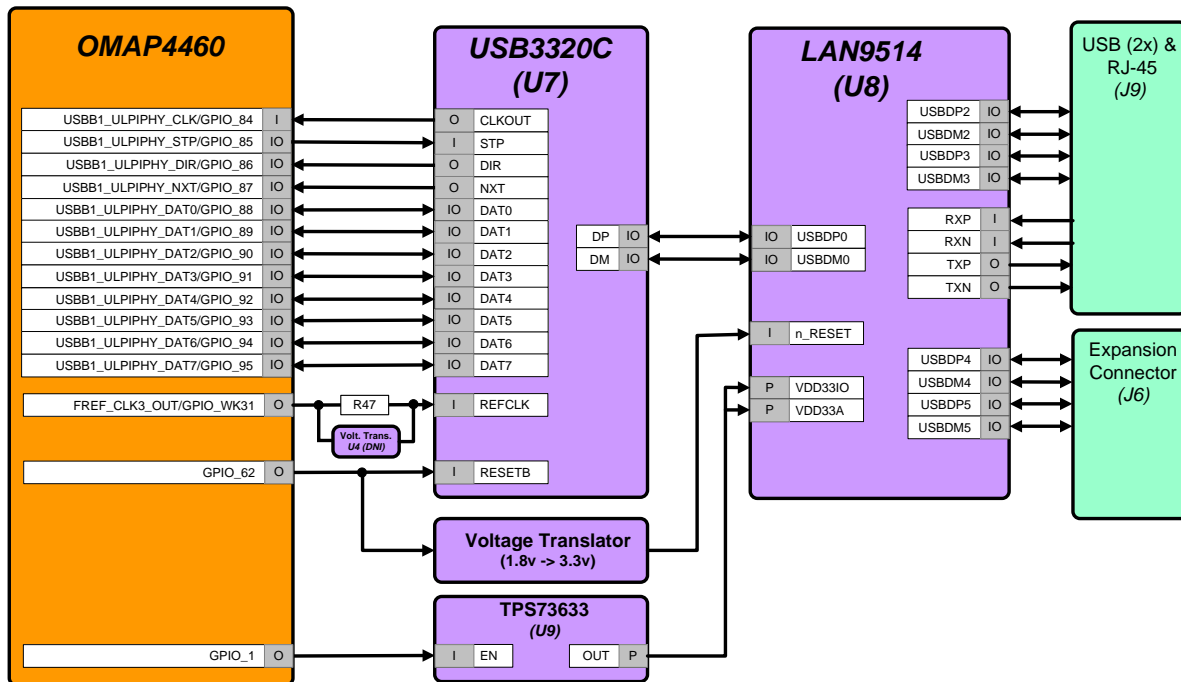 OMAP4460
USBB1_ULPIPHY_CLK/GPIO_84 I
USBB1_ULPIPHY_STP/GPIO_85 IO
USBB1_ULPIPHY_DIR/GPIO_86 IO
USBB1_ULPIPHY_NXT/GPIO_87 IO
USBB1_ULPIPHY_DAT0/GPIO_88 IO
USBB1_ULPIPHY_DAT1/GPIO_89 IO
USBB1_ULPIPHY_DAT2/GPIO_90 IO
USBB1_ULPIPHY_DAT3/GPIO_91 IO
USBB1_ULPIPHY_DAT4/GPIO_92 IO
USBB1_ULPIPHY_DAT5/GPIO_93 IO
USBB1_ULPIPHY_DAT6/GPIO_94 IO
USBB1_ULPIPHY_DAT7/GPIO_95 IO
FREF_CLK3_OUT/GPIO_WK31 O
GPIO_62 O
GPIO_1 O
R47
Volt. Trans.
U4 (DNI)
USB3320C
(U7)
O CLKOUT
I STP
O DIR
O NXT
IO DAT0
IO DAT1
IO DAT2
IO DAT3
IO DAT4
IO DAT5
IO DAT6
IO DAT7
I REFCLK
I RESETB
DP IO
DM IO
Voltage Translator
(1.8v -> 3.3v)
TPS73633
(U9)
I EN
OUT P
LAN9514
(U8)
IO USBDP0
IO USBDM0
I n_RESET
P VDD33IO
P VDD33A
USBDP2 IO
USBDM2 IO
USBDP3 IO
USBDM3 IO
RXP I
RXN I
TXP O
TXN O
USBDP4 IO
USBDM4 IO
USBDP5 IO
USBDM5 IO
USB (2x) &
RJ-45
(J9)
Expansion
Connector
(J6)